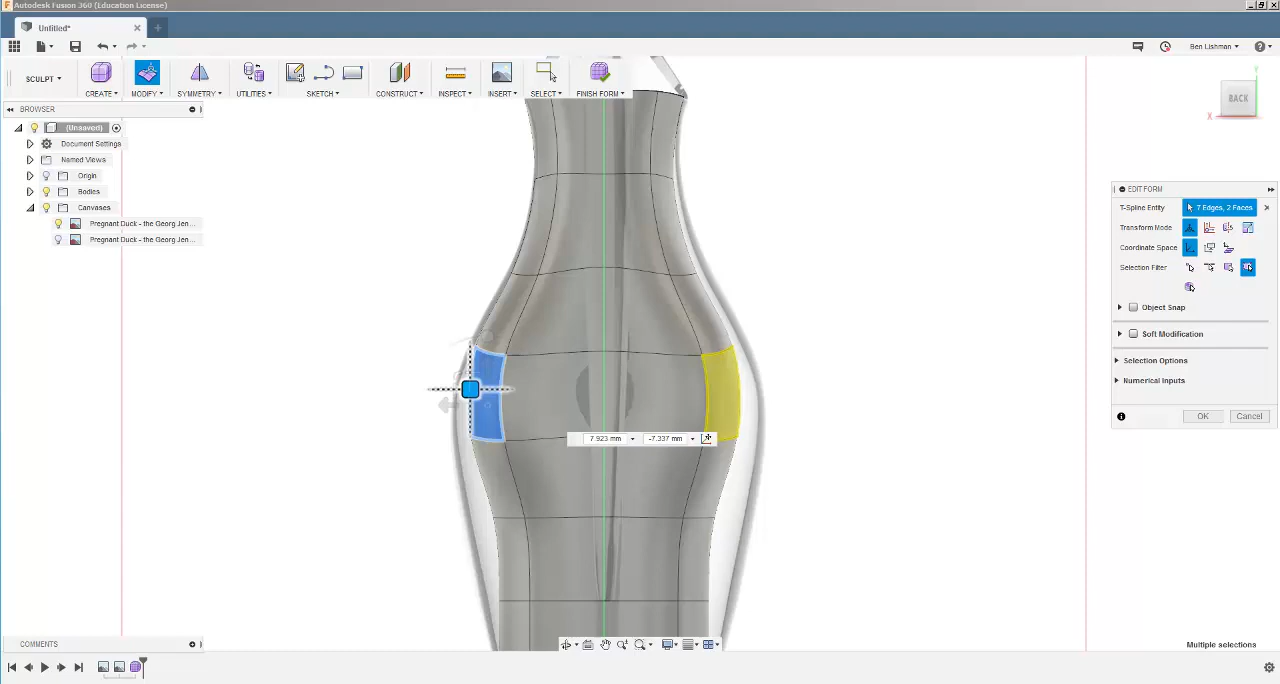 Autodesk Fusion 360 (Education License)
Untitled*
Ben Lishman
SCULPT
CREATE
MODIFY
SYMMETRY
UTILITIES
SKETCH
CONSTRUCT
INSPECT
INSERT
SELECT
FINISH FORM
BROWSER
(Unsaved)
Document Settings
Named Views
Origin
Bodies
Canvases
Pregnant Duck - the Georg Jen...
Pregnant Duck - the Georg Jen...
Y
BACK
X
EDIT FORM
T-Spline Entity
7 Edges, 2 Faces
Transform Mode
Coordinate Space
Selection Filter
Object Snap
Soft Modification
Selection Options
Numerical Inputs
OK
Cancel
7.923 mm
-7.337 mm
COMMENTS
Multiple selections